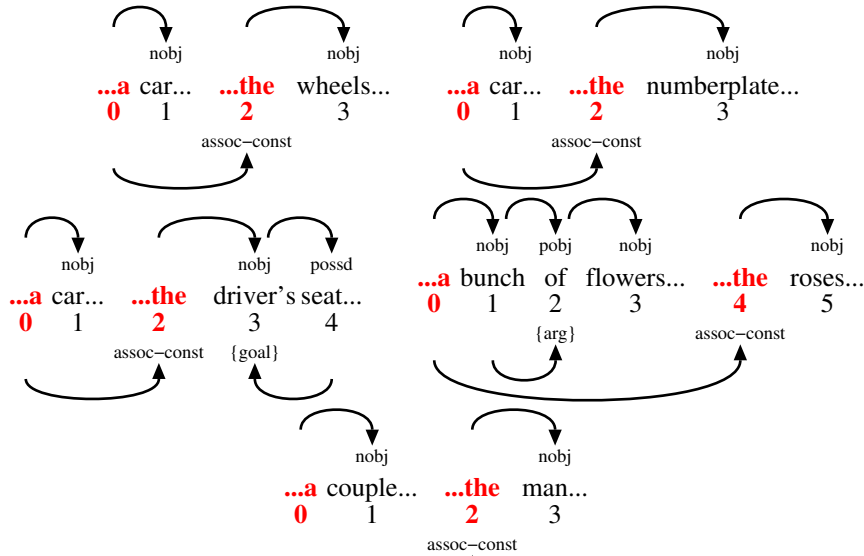 nobj nobj nobj nobj
...a car... ...the wheels... ...a car... ...the numberplate...
0 1 2 3 0 1 2 3
assoc–const assoc–const
nobj nobj possd nobj pobj nobj nobj
...a car... ...the driver's seat... ...a bunch of flowers... ...the roses...
0 1 2 3 4 0 1 2 3 4 5
assoc–const {goal} {arg} assoc–const
nobj nobj
...a couple... ...the man...
0 1 2 3
assoc–const